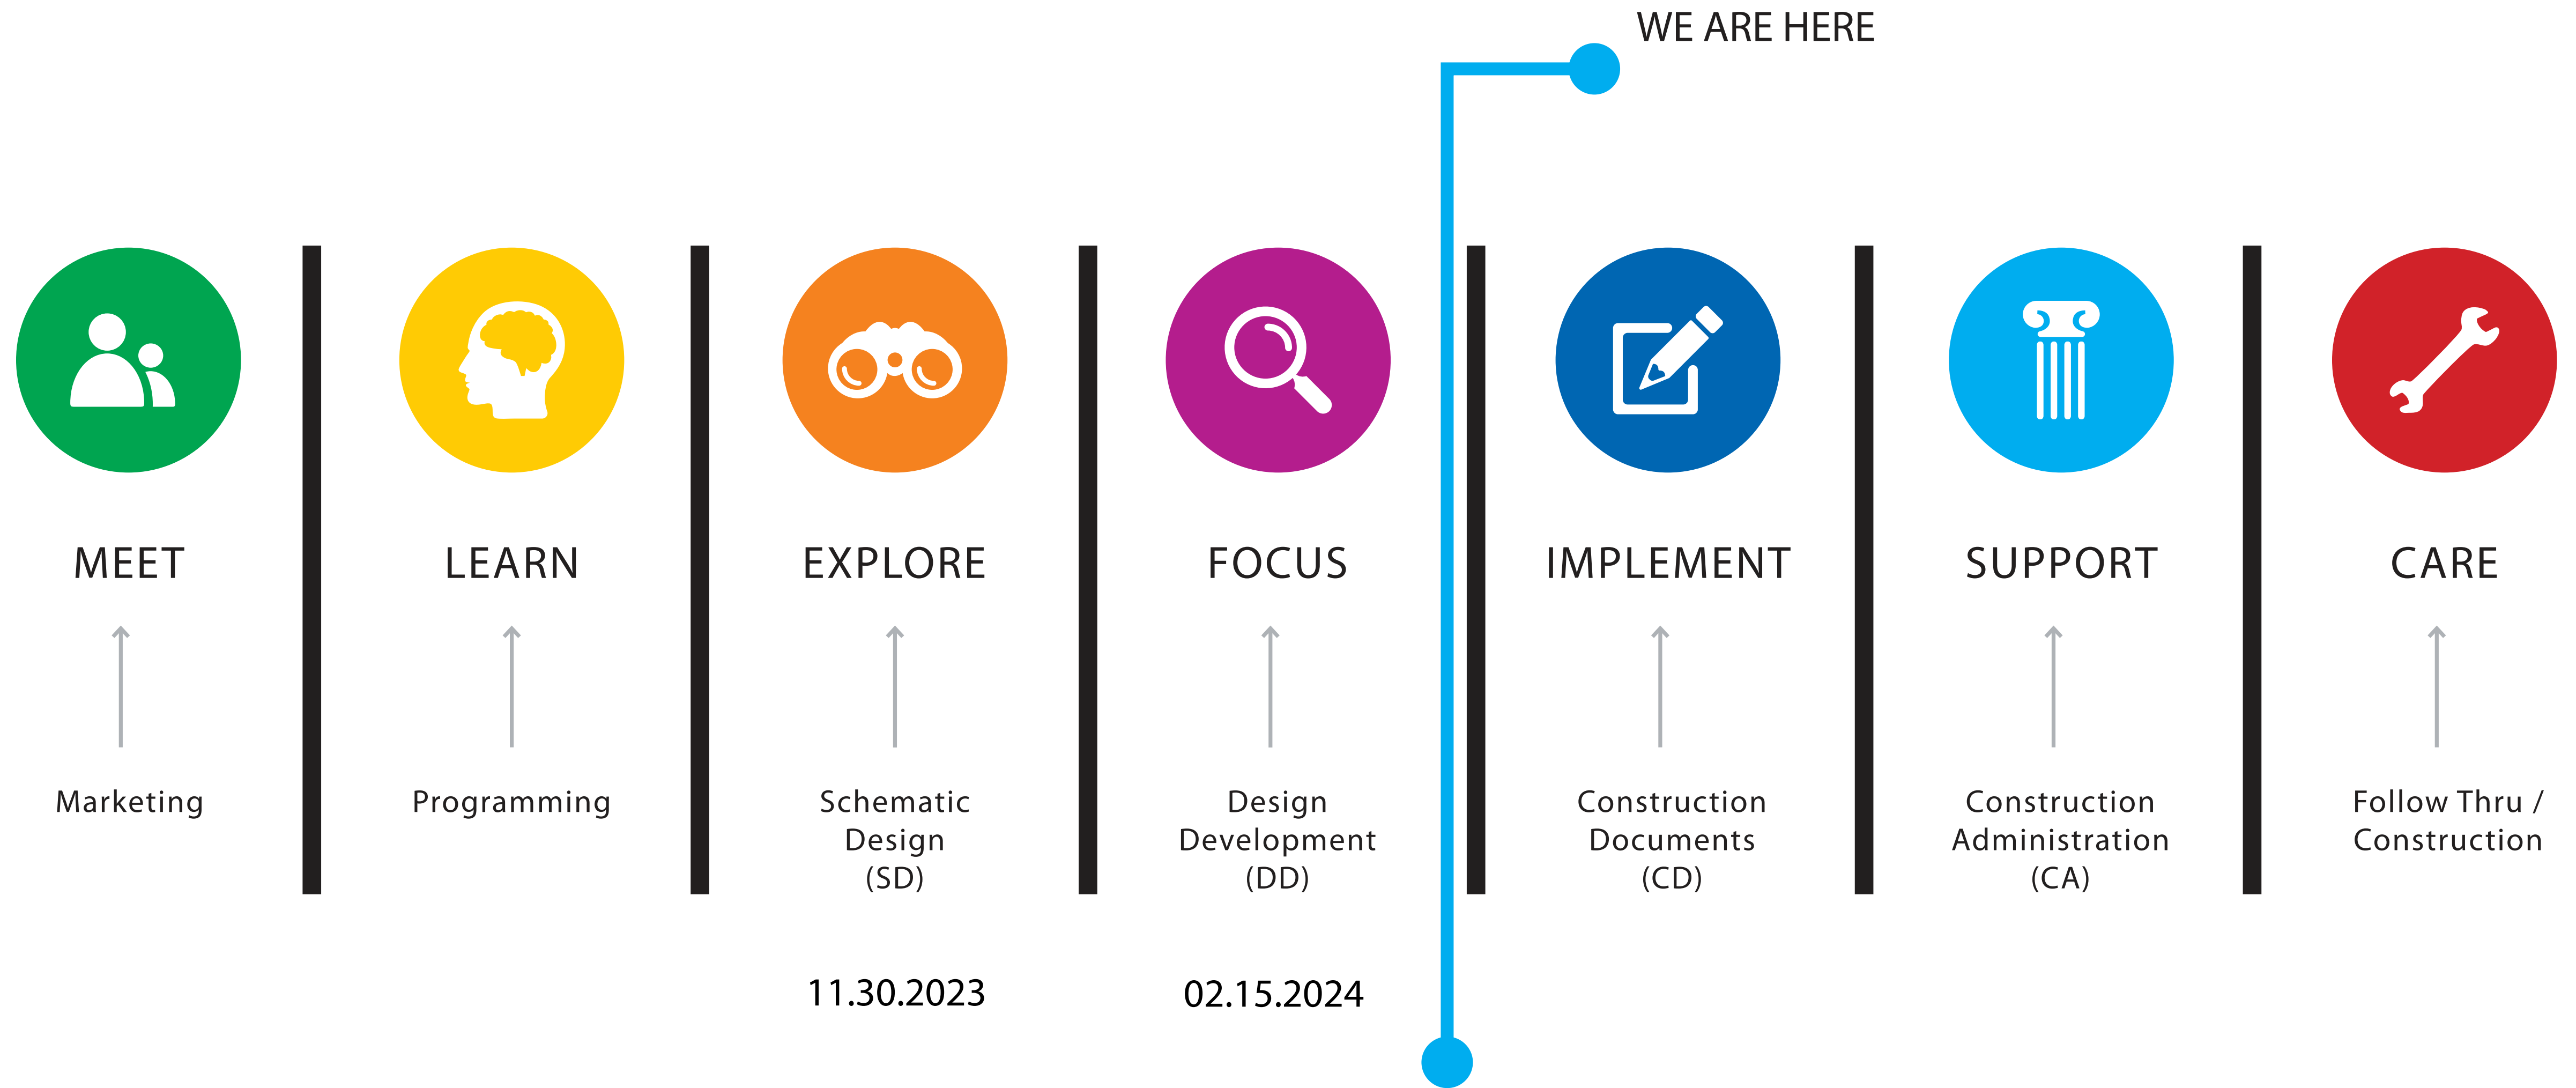 WE ARE HERE
MEET
LEARN
EXPLORE
FOCUS
IMPLEMENT
SUPPORT
CARE
Marketing
Programming
Schematic
Design
(SD)
Design
Development
(DD)
Construction
Documents
(CD)
Construction
Administration
(CA)
Follow Thru /
Construction
11.30.2023
02.15.2024